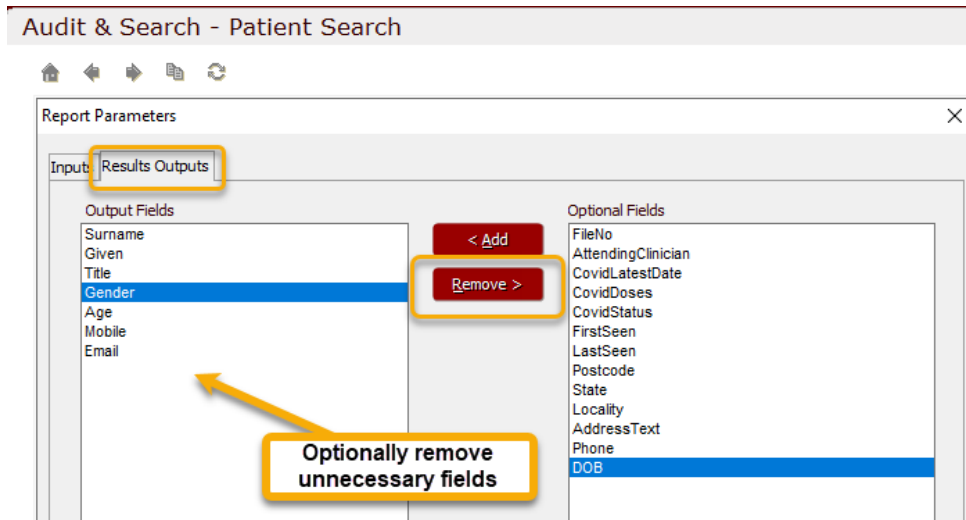 Audit & Search - Patient Search
Report Parameters
Inputs
Results Outputs
Output Fields
Surname
Given
Title
Gender
Age
Mobile
Email
< Add
Remove >
Optional Fields
FileNo
AttendingClinician
CovidLatestDate
CovidDoses
CovidStatus
FirstSeen
LastSeen
Postcode
State
Locality
AddressText
Phone
DOB
Optionally remove
unnecessary fields